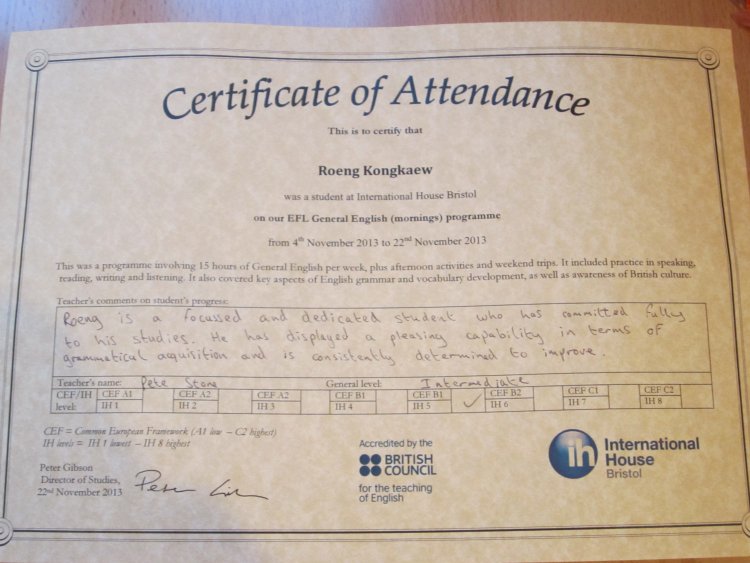 Certificate of Attendance
This is to certify that
Roeng Kongkaew
was a student at International House Bristol
on our EFL General English (mornings) programme
from 4th November 2013 to 22nd November 2013
This was a programme involving 15 hours of General English per week, plus afternoon activities and weekend trips. It included practice in speaking,
reading, writing and listening. It also covered key aspects of English grammar and vocabulary development, as well as awareness of British culture.
Teacher's comments on student's progress:
Roeng is a focussed and dedicated student who has committed fully
to his studies. He has displayed a pleasing capability in terms of
grammatical acquisition and is consistently determined to improve.
Teacher's name: Pete Stone General level: Intermediate
CEF/IH CEF A1 CEF A2 CEF A2 CEF B1 CEF B1 CEF B2 CEF C1 CEF C2
level: IH 1 IH 2 IH 3 IH 4 IH 5 ✓ IH 6 IH 7 IH 8
CEF = Common European Framework (A1 low – C2 highest)
IH levels = IH 1 lowest – IH 8 highest
Peter Gibson
Director of Studies,
22nd November 2013
Accredited by the
BRITISH
COUNCIL
for the teaching
of English
ih
International
House
Bristol